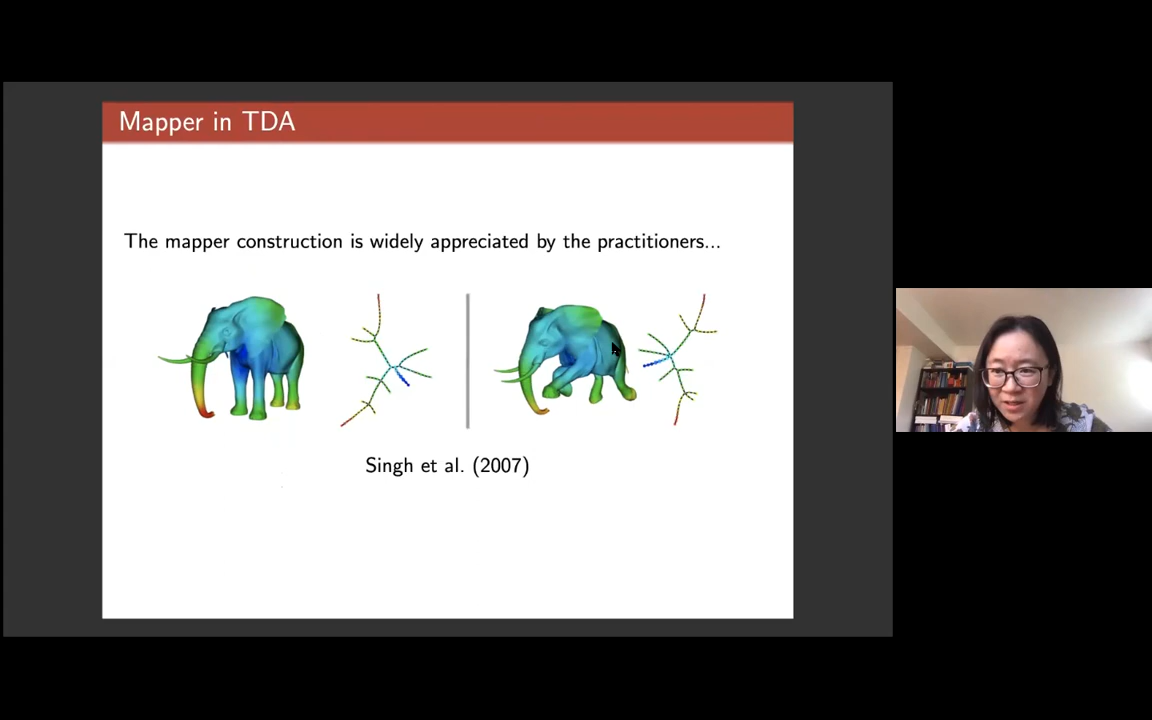 Mapper in TDA
The mapper construction is widely appreciated by the practitioners...
Singh et al. (2007)